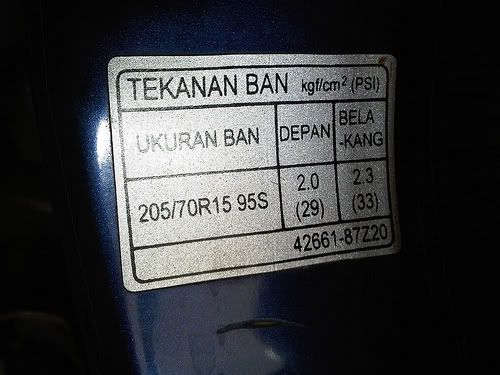 TEKANAN BAN kgf/cm² (PSI)
UKURAN BAN DEPAN BELA
-KANG
205/70R15 95S 2.0 2.3
(29) (33)
42661-87Z20